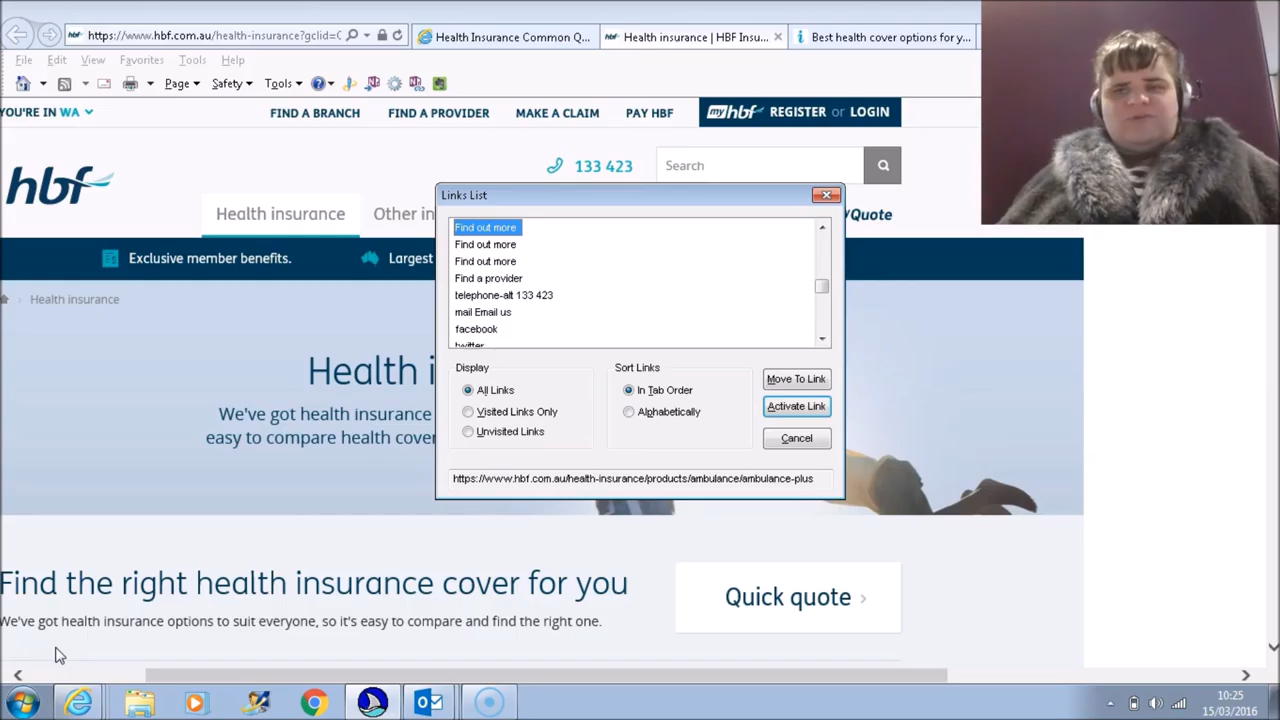 https://www.hbf.com.au/health-insurance?gclid=C
Health Insurance Common Q...
Health insurance | HBF Insu...
Best health cover options for y...
File Edit View Favorites Tools Help
Page Safety Tools
YOU'RE IN WA
FIND A BRANCH
FIND A PROVIDER
MAKE A CLAIM
PAY HBF
myhbf REGISTER or LOGIN
hbf
133 423
Search
Health insurance
Other in
/Quote
Exclusive member benefits.
Largest
Health insurance
Health i
We've got health insurance
easy to compare health cove
Links List
Find out more
Find out more
Find out more
Find a provider
telephone-alt 133 423
mail Email us
facebook
twitter
Display
All Links
Visited Links Only
Unvisited Links
Sort Links
In Tab Order
Alphabetically
Move To Link
Activate Link
Cancel
https://www.hbf.com.au/health-insurance/products/ambulance/ambulance-plus
Find the right health insurance cover for you
We've got health insurance options to suit everyone, so it's easy to compare and find the right one.
Quick quote
10:25
15/03/2016